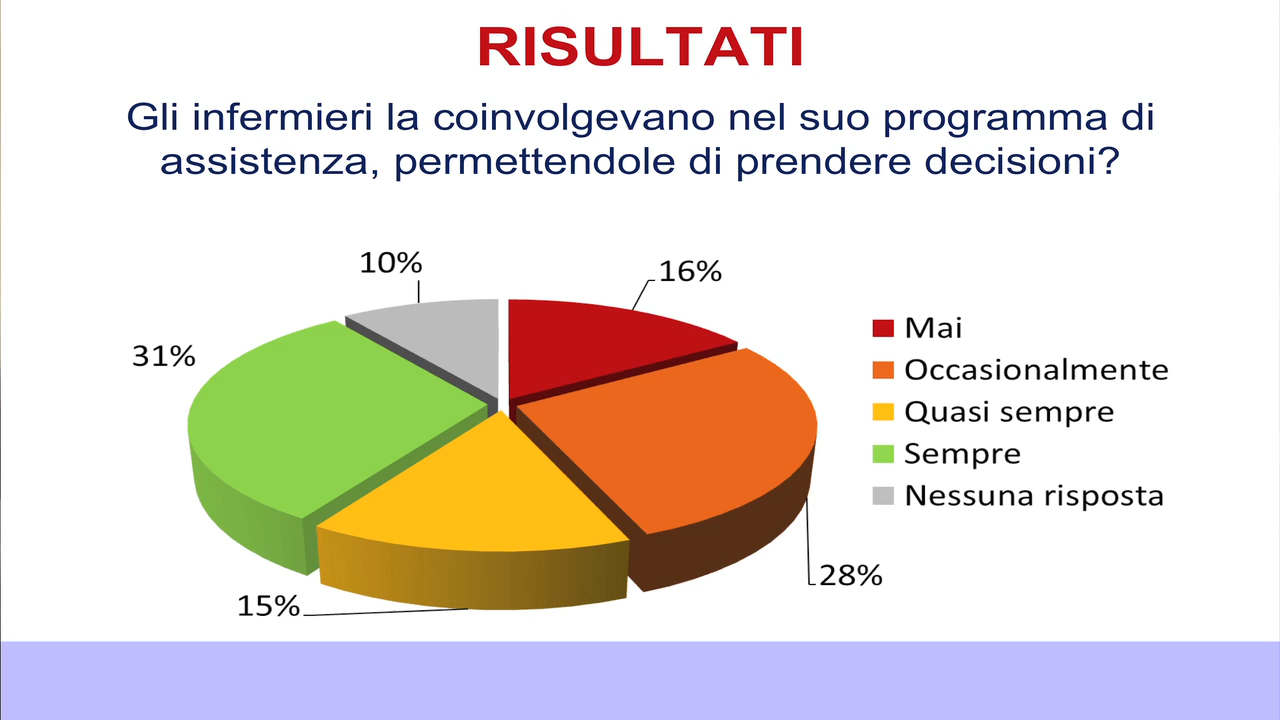 RISULTATI
Gli infermieri la coinvolgevano nel suo programma di
assistenza, permettendole di prendere decisioni?
10%
16%
31%
28%
15%
Mai
Occasionalmente
Quasi sempre
Sempre
Nessuna risposta